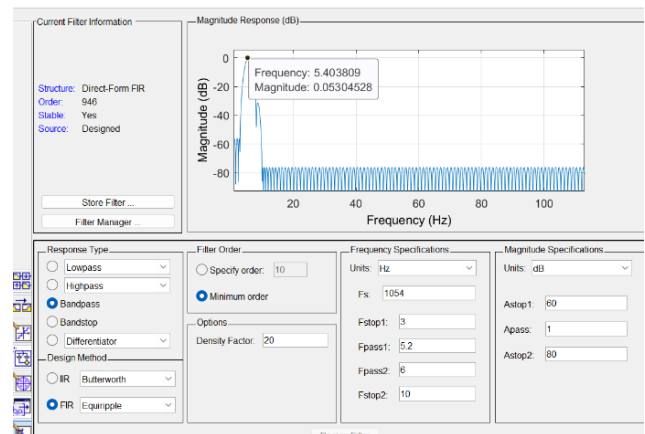 Current Filter Information
Structure: Direct-Form FIR
Order: 946
Stable: Yes
Source: Designed
Store Filter ...
Filter Manager ...
Magnitude Response (dB)
Frequency: 5.403809
Magnitude: 0.05304528
Magnitude (dB)
0
-20
-40
-60
-80
20
40
60
80
100
Frequency (Hz)
Response Type
Lowpass
Highpass
Bandpass
Bandstop
Differentiator
Design Method
IIR Butterworth
FIR Equiripple
Filter Order
Specify order: 10
Minimum order
Options
Density Factor: 20
Frequency Specifications
Units: Hz
Fs: 1054
Fstop1: 3
Fpass1: 5.2
Fpass2: 6
Fstop2: 10
Magnitude Specifications
Units: dB
Astop1: 60
Apass: 1
Astop2: 80